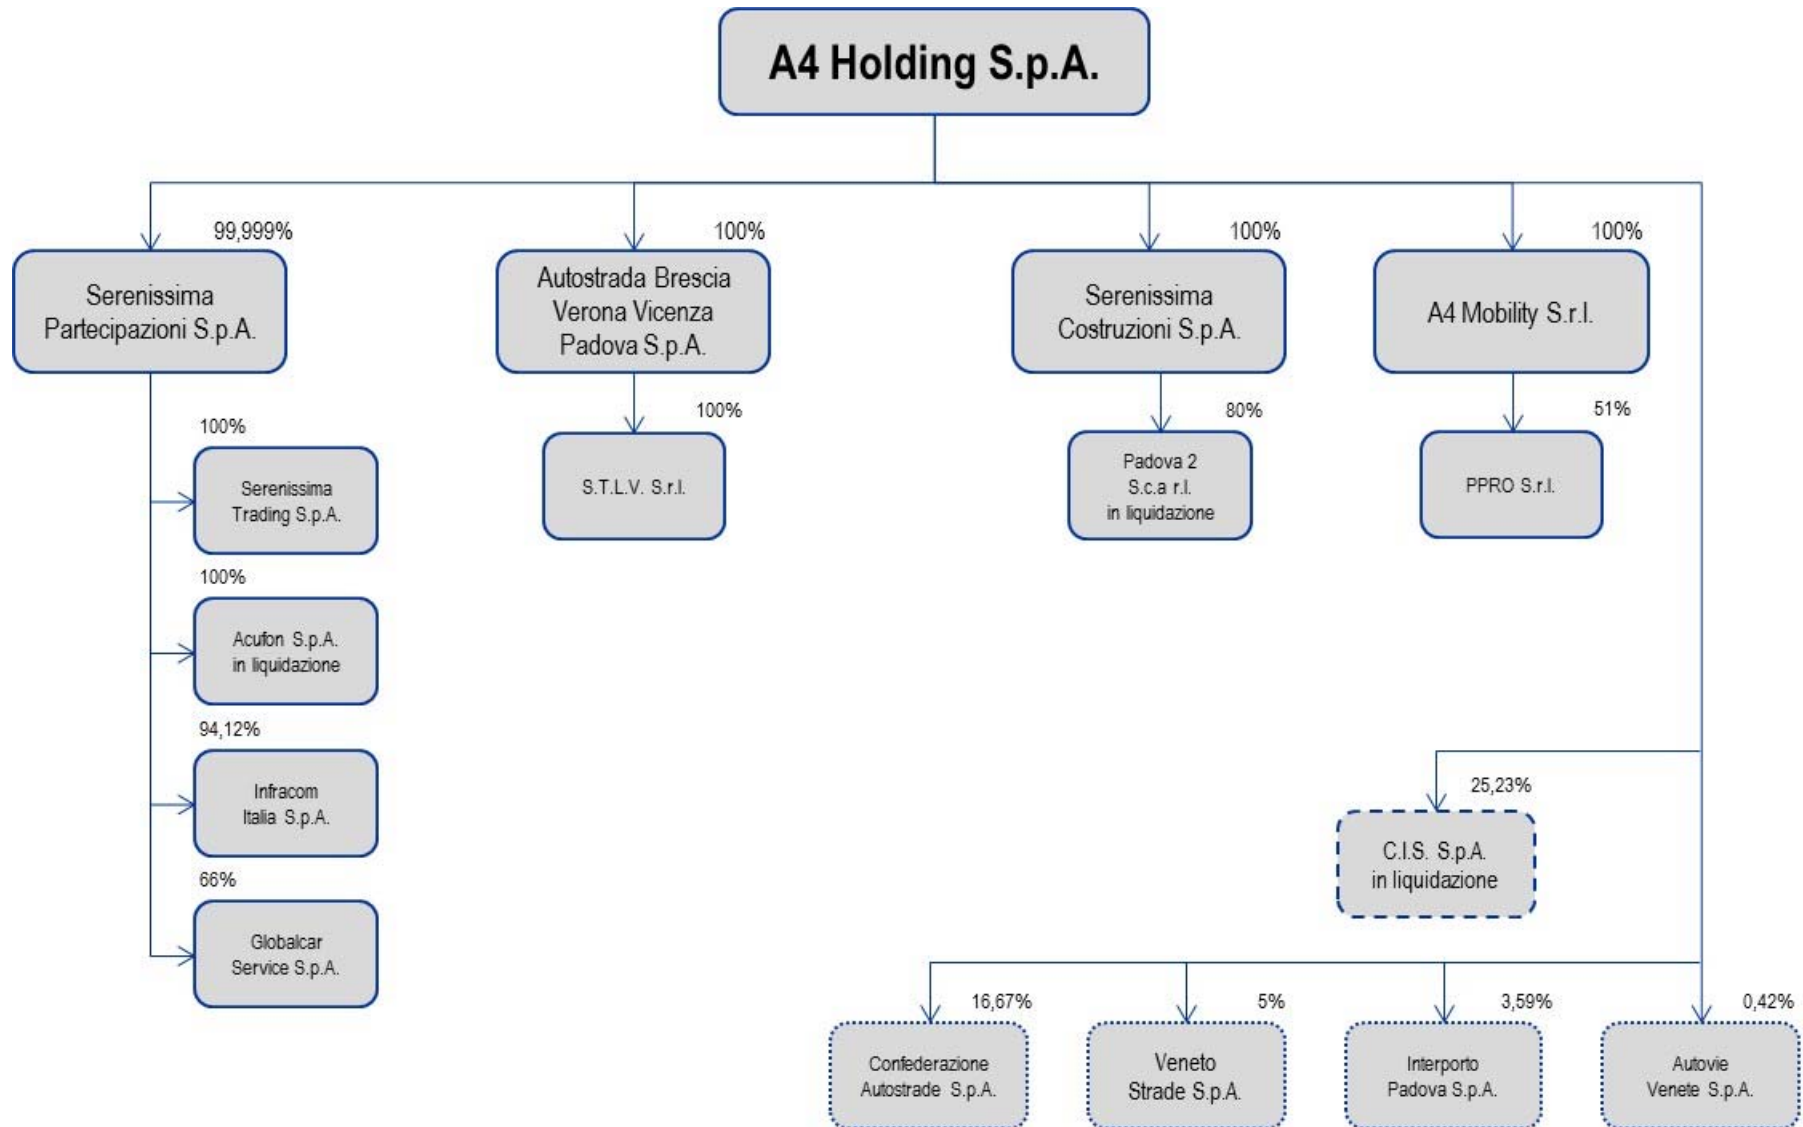 A4 Holding S.p.A.
99,999%
100%
100%
100%
Serenissima
Partecipazioni S.p.A.
Autostrada Brescia
Verona Vicenza
Padova S.p.A.
Serenissima
Costruzioni S.p.A.
A4 Mobility S.r.l.
100%
S.T.L.V. S.r.l.
80%
Padova 2
S.c.a r.l.
in liquidazione
51%
PPRO S.r.l.
100%
Serenissima
Trading S.p.A.
100%
Acufon S.p.A.
in liquidazione
94,12%
Infracom
Italia S.p.A.
66%
Globalcar
Service S.p.A.
25,23%
C.I.S. S.p.A.
in liquidazione
16,67%
Confederazione
Autostrade S.p.A.
5%
Veneto
Strade S.p.A.
3,59%
Interporto
Padova S.p.A.
0,42%
Autovie
Venete S.p.A.